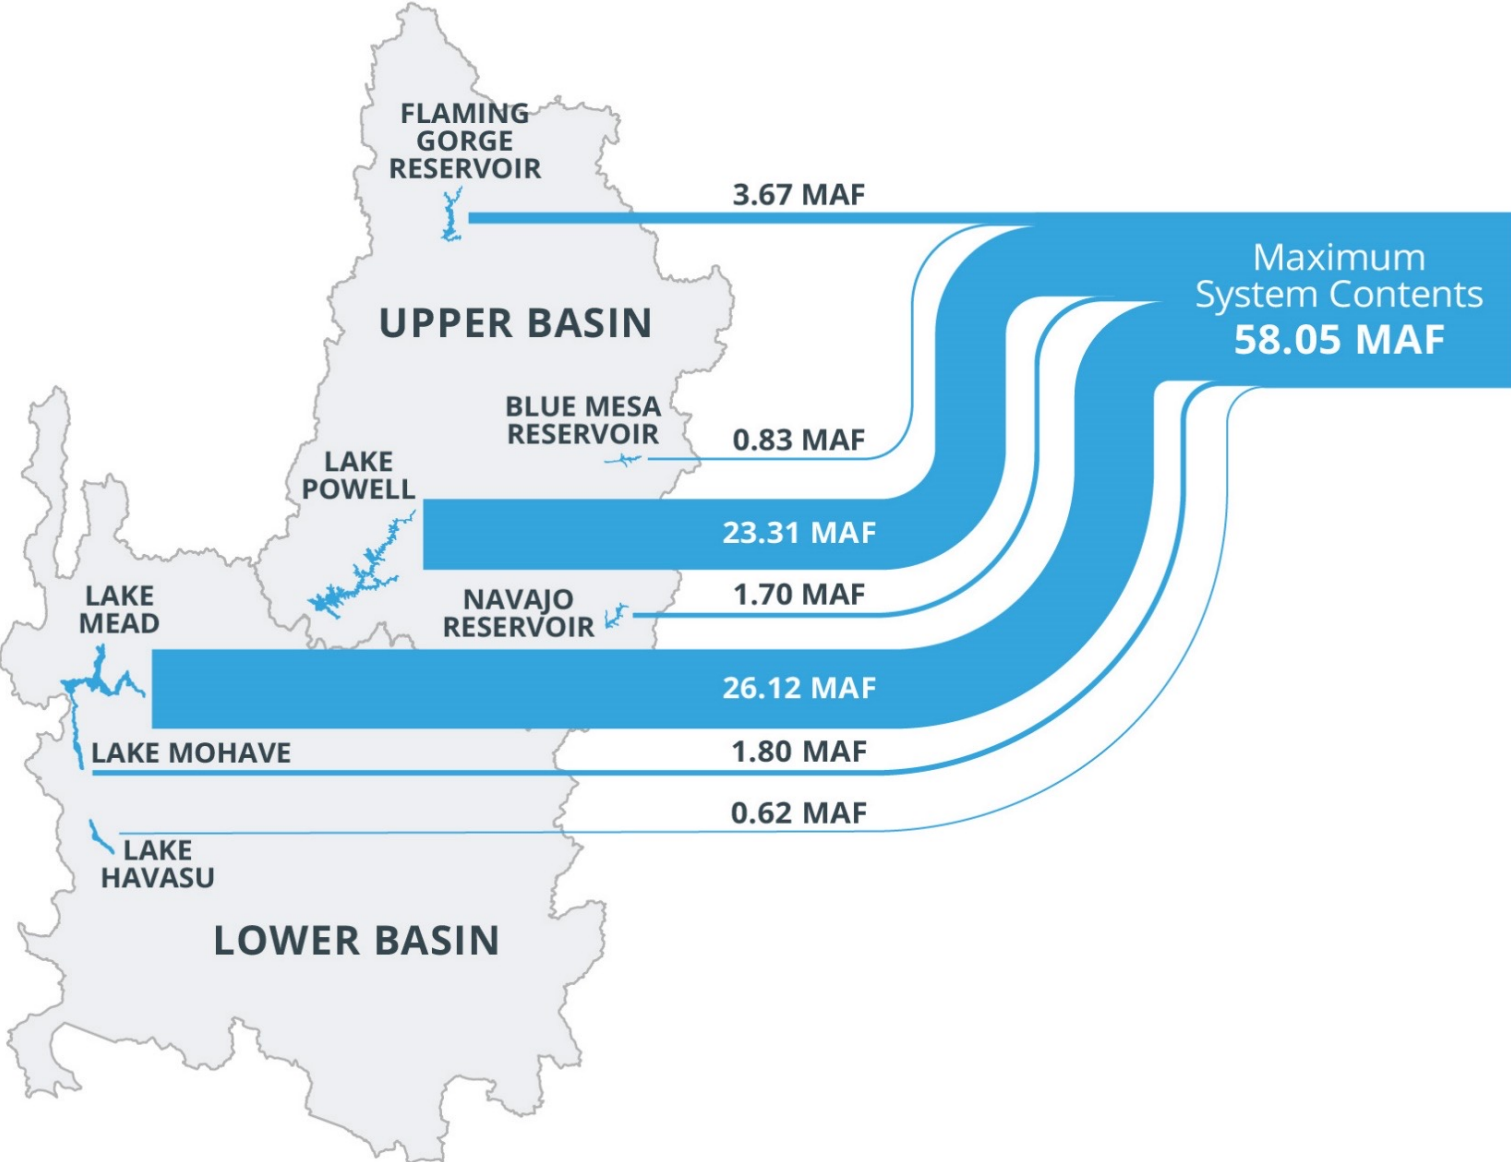 FLAMING
GORGE
RESERVOIR
3.67 MAF
Maximum
System Contents
58.05 MAF
UPPER BASIN
BLUE MESA
RESERVOIR
0.83 MAF
LAKE
POWELL
23.31 MAF
NAVAJO
RESERVOIR
1.70 MAF
LAKE
MEAD
26.12 MAF
LAKE MOHAVE
1.80 MAF
0.62 MAF
LAKE
HAVASU
LOWER BASIN